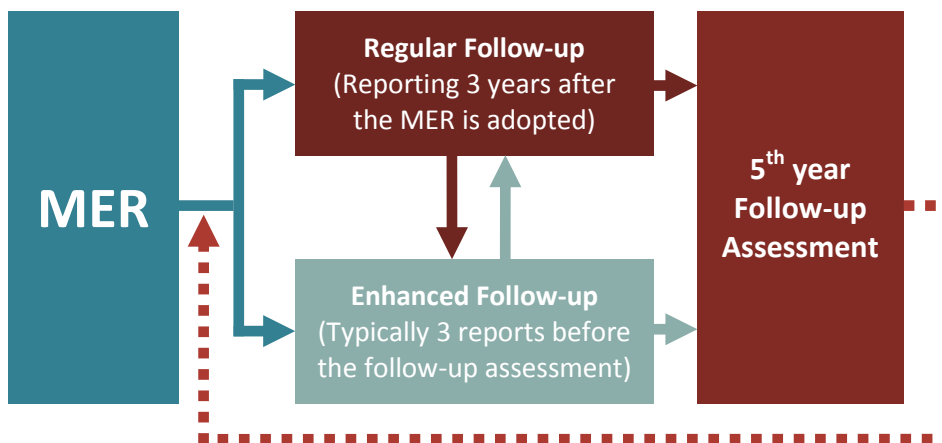 MER
Regular Follow-up
(Reporting 3 years after
the MER is adopted)
Enhanced Follow-up
(Typically 3 reports before
the follow-up assessment)
5th year
Follow-up
Assessment